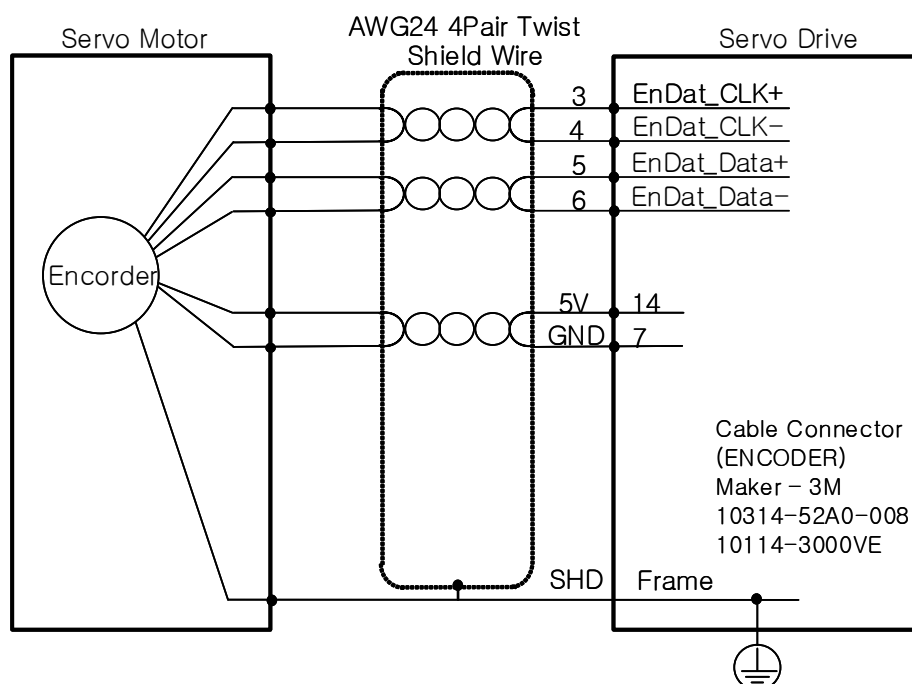 AWG24 4Pair Twist
Shield Wire
Servo Motor
Servo Drive
3 EnDat_CLK+
4 EnDat_CLK-
5 EnDat_Data+
6 EnDat_Data-
Encorder
5V 14
GND 7
Cable Connector
(ENCODER)
Maker - 3M
10314-52A0-008
10114-3000VE
SHD Frame